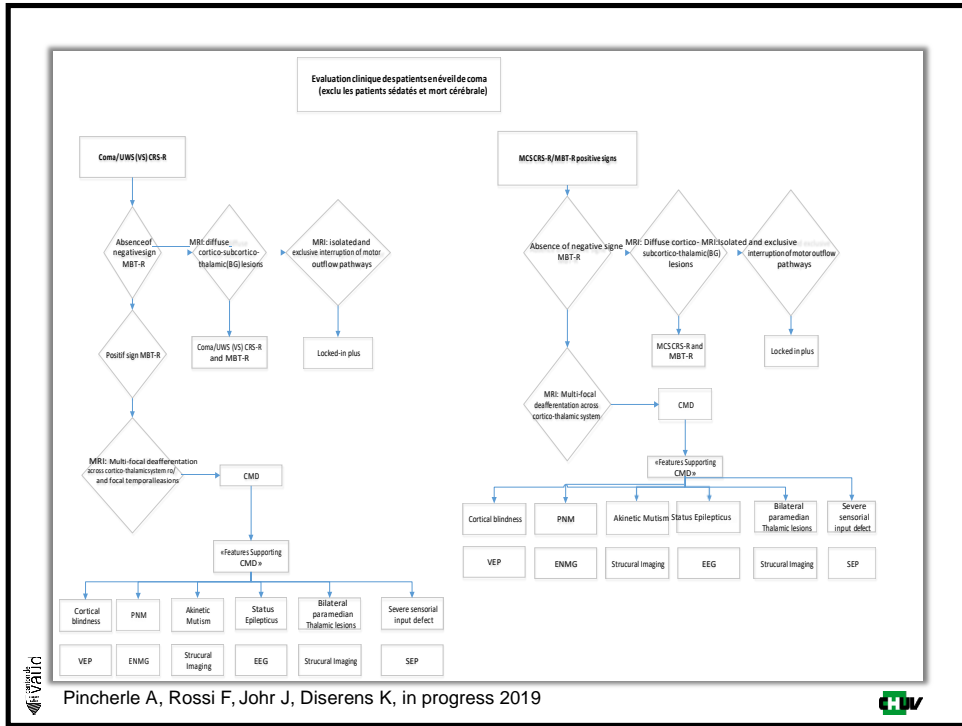 Evaluation clinique des patients en éveil de coma
(exclu les patients sédatés et mort cérébrale)
Coma/UWS (VS) CRS-R
Absence of
negative sign
MBT-R
MRI: diffuse
cortico-subcortico-
thalamic(BG) lesions
MRI: isolated and
exclusive interruption of motor
outflow pathways
Positif sign MBT-R
Coma/UWS (VS) CRS-R
and MBT-R
Locked-in plus
MRI: Multi-focal deafferentation
across cortico-thalamic system ro/
and focal temporal leasions
CMD
«Features Supporting
CMD»
Cortical
blindness
PNM
Akinetic
Mutism
Status
Epilepticus
Bilateral
paramedian
Thalamic lesions
Severe sensorial
input defect
VEP
ENMG
Strucural
Imaging
EEG
Strucural Imaging
SEP
MCS CRS-R/MBT-R positive signs
Absence of negative signe
MBT-R
MRI: Diffuse cortico-
subcortico-thalamic(BG)
lesions
MRI:Isolated and exclusive
interruption of motor outflow
pathways
MCS CRS-R and
MBT-R
Locked in plus
MRI: Multi-focal
deafferentation across
cortico-thalamic system
CMD
«Features Supporting
CMD»
Cortical blindness
PNM
Akinetic Mutism
Status Epilepticus
Bilateral
paramedian
Thalamic lesions
Severe
sensorial
input defect
VEP
ENMG
Strucural Imaging
EEG
Strucural Imaging
SEP
canton de
vaud
Pincherle A, Rossi F, Johr J, Diserens K, in progress 2019
CHUV